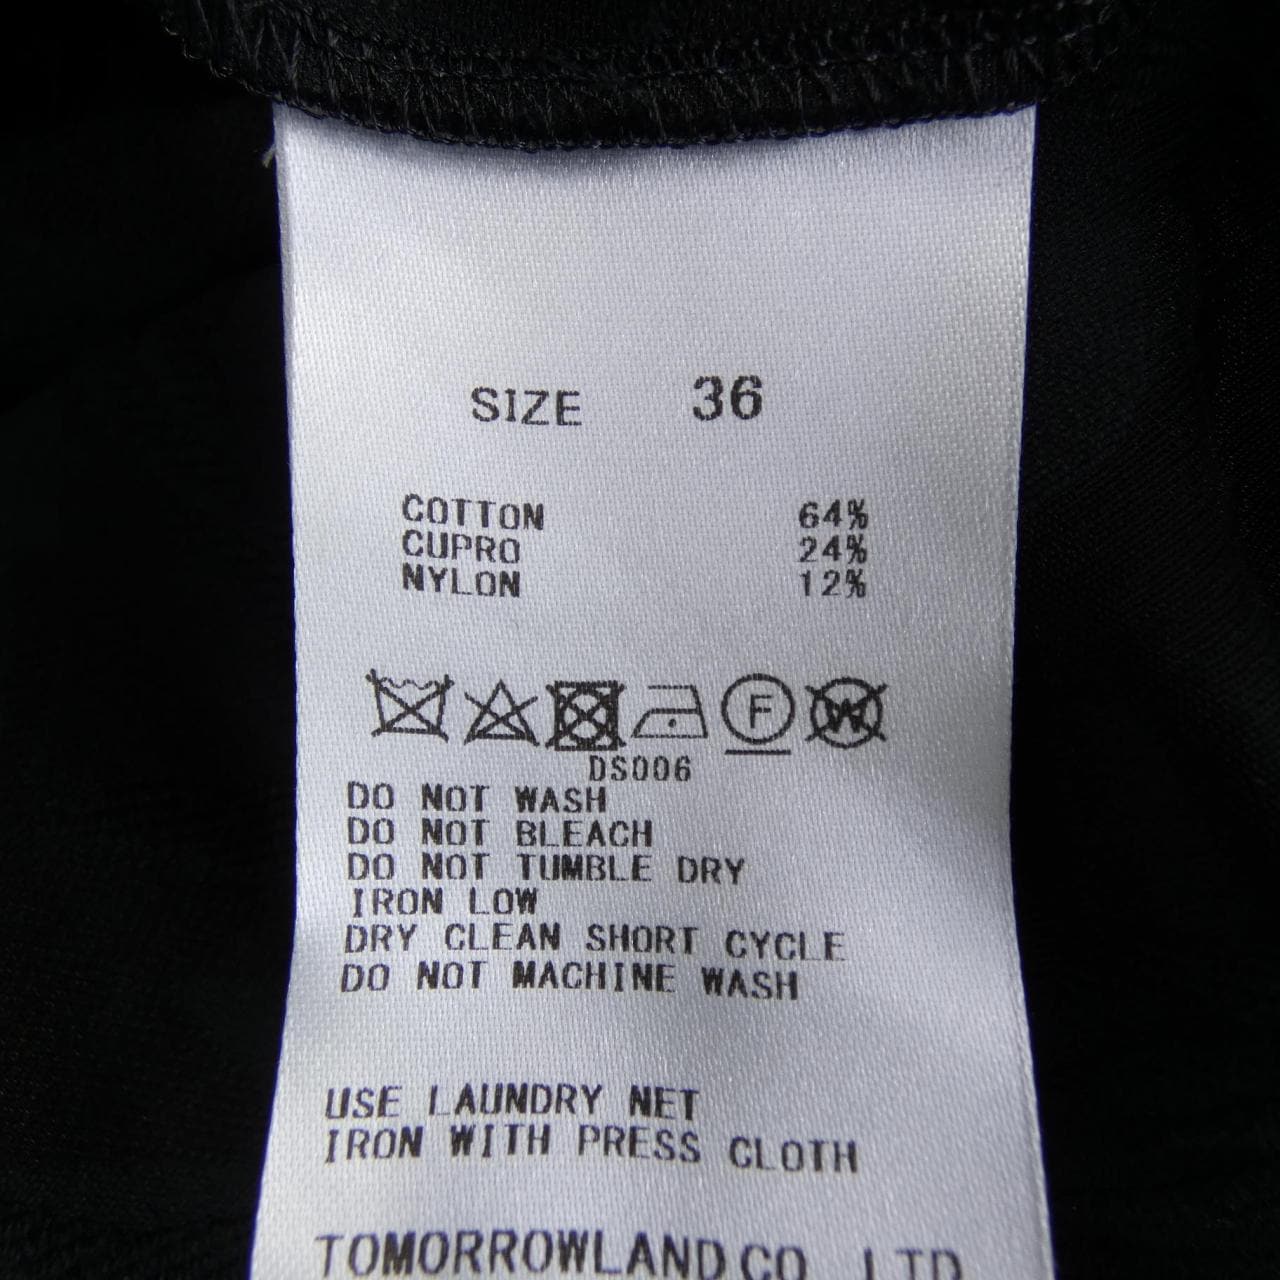 SIZE 36
COTTON 64%
CUPRO 24%
NYLON 12%
F W
DS006
DO NOT WASH
DO NOT BLEACH
DO NOT TUMBLE DRY
IRON LOW
DRY CLEAN SHORT CYCLE
DO NOT MACHINE WASH
USE LAUNDRY NET
IRON WITH PRESS CLOTH
TOMORROWLAND CO. LTD